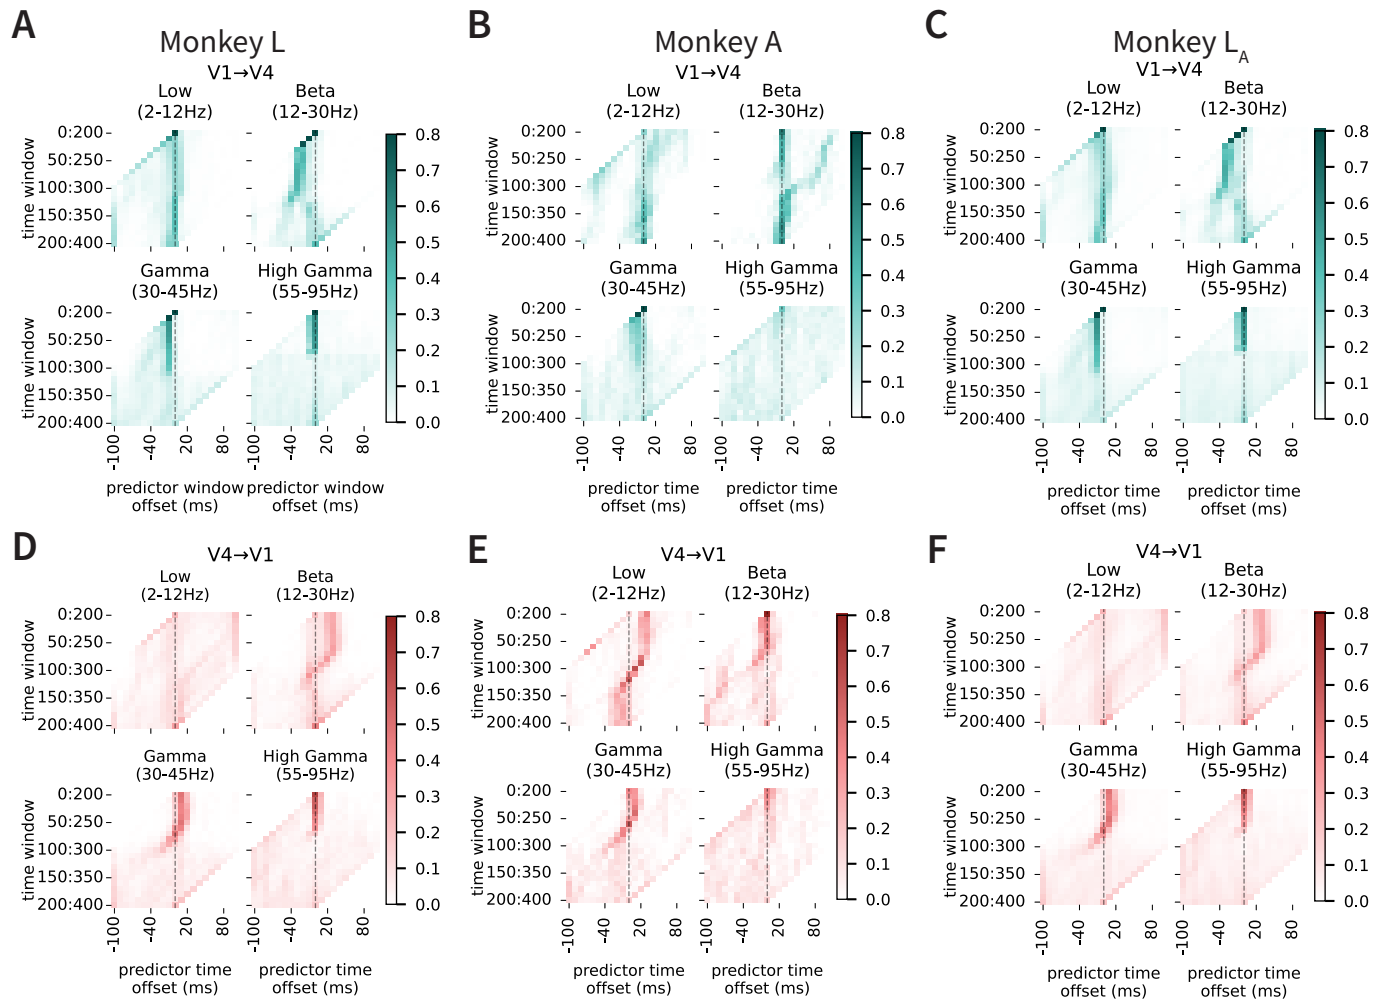 A
Monkey L
V1→V4
Low
(2-12Hz)
Beta
(12-30Hz)
time window
0:200
50:250
100:300
150:350
200:400
Gamma
(30-45Hz)
High Gamma
(55-95Hz)
time window
0:200
50:250
100:300
150:350
200:400
-100
-40
20
80
-100
-40
20
80
predictor window
offset (ms)
predictor window
offset (ms)
0.8
0.7
0.6
0.5
0.4
0.3
0.2
0.1
0.0
B
Monkey A
V1→V4
Low
(2-12Hz)
Beta
(12-30Hz)
time window
0:200
50:250
100:300
150:350
200:400
Gamma
(30-45Hz)
High Gamma
(55-95Hz)
time window
0:200
50:250
100:300
150:350
200:400
-100
-40
20
80
-100
-40
20
80
predictor time
offset (ms)
predictor time
offset (ms)
0.8
0.7
0.6
0.5
0.4
0.3
0.2
0.1
0.0
C
Monkey L_A
V1→V4
Low
(2-12Hz)
Beta
(12-30Hz)
time window
0:200
50:250
100:300
150:350
200:400
Gamma
(30-45Hz)
High Gamma
(55-95Hz)
time window
0:200
50:250
100:300
150:350
200:400
-100
-40
20
80
-100
-40
20
80
predictor time
offset (ms)
predictor time
offset (ms)
0.8
0.7
0.6
0.5
0.4
0.3
0.2
0.1
0.0
D
V4→V1
Low
(2-12Hz)
Beta
(12-30Hz)
time window
0:200
50:250
100:300
150:350
200:400
Gamma
(30-45Hz)
High Gamma
(55-95Hz)
time window
0:200
50:250
100:300
150:350
200:400
-100
-40
20
80
-100
-40
20
80
predictor time
offset (ms)
predictor time
offset (ms)
0.8
0.7
0.6
0.5
0.4
0.3
0.2
0.1
0.0
E
V4→V1
Low
(2-12Hz)
Beta
(12-30Hz)
time window
0:200
50:250
100:300
150:350
200:400
Gamma
(30-45Hz)
High Gamma
(55-95Hz)
time window
0:200
50:250
100:300
150:350
200:400
-100
-40
20
80
-100
-40
20
80
predictor time
offset (ms)
predictor time
offset (ms)
0.8
0.7
0.6
0.5
0.4
0.3
0.2
0.1
0.0
F
V4→V1
Low
(2-12Hz)
Beta
(12-30Hz)
time window
0:200
50:250
100:300
150:350
200:400
Gamma
(30-45Hz)
High Gamma
(55-95Hz)
time window
0:200
50:250
100:300
150:350
200:400
-100
-40
20
80
-100
-40
20
80
predictor time
offset (ms)
predictor time
offset (ms)
0.8
0.7
0.6
0.5
0.4
0.3
0.2
0.1
0.0